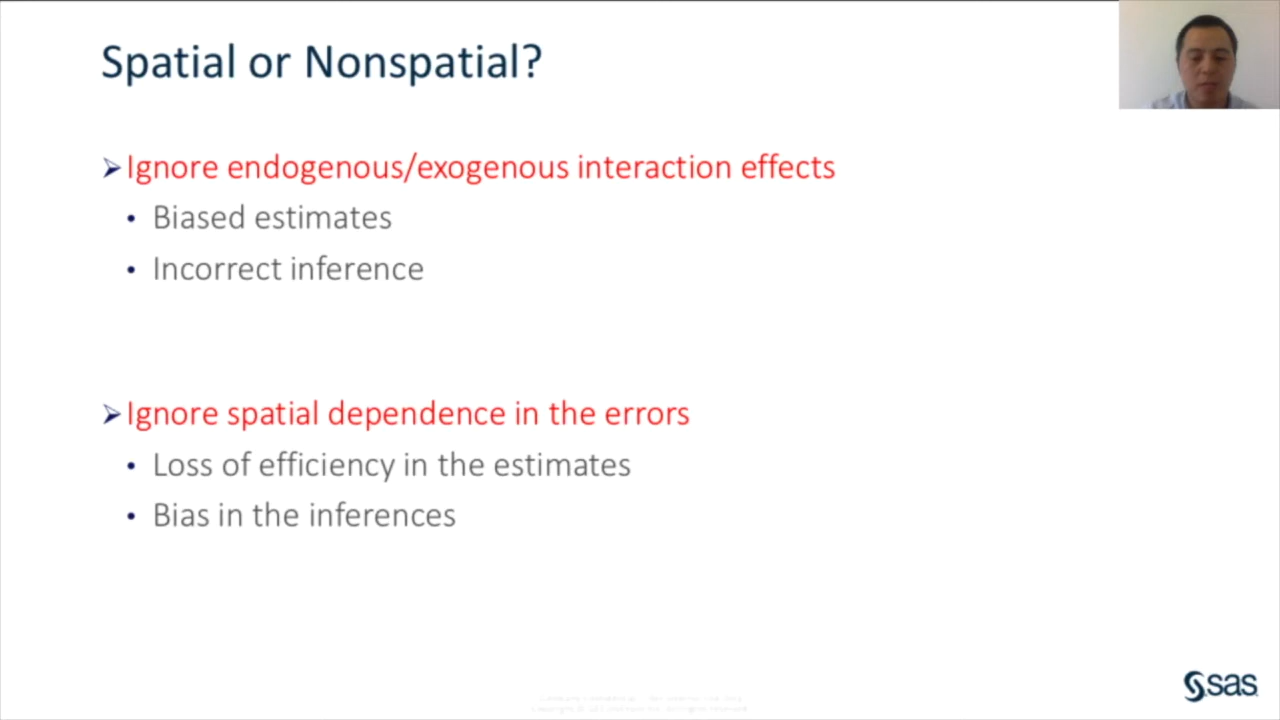 Spatial or Nonspatial?
Ignore endogenous/exogenous interaction effects
Biased estimates
Incorrect inference
Ignore spatial dependence in the errors
Loss of efficiency in the estimates
Bias in the inferences
sas